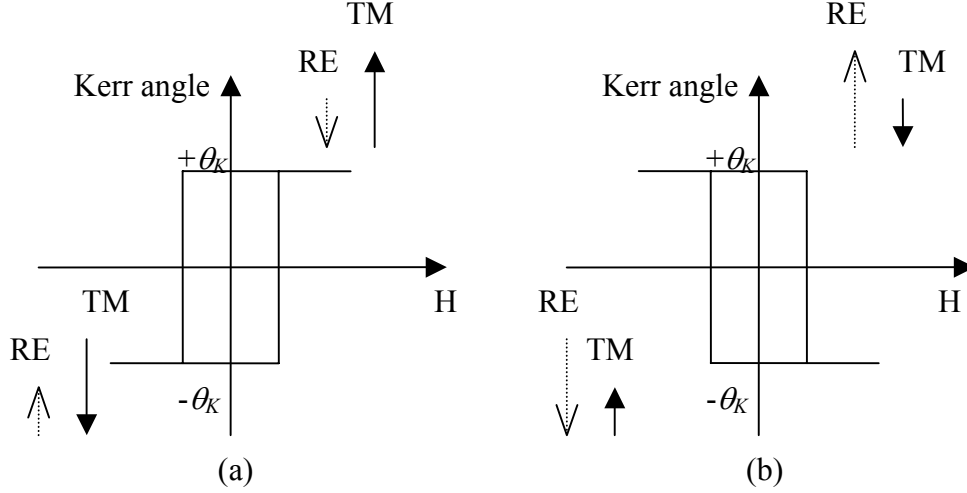 TM
RE
Kerr angle
+θK
H
TM
RE
-θK
(a)
RE
TM
Kerr angle
+θK
H
RE
TM
-θK
(b)